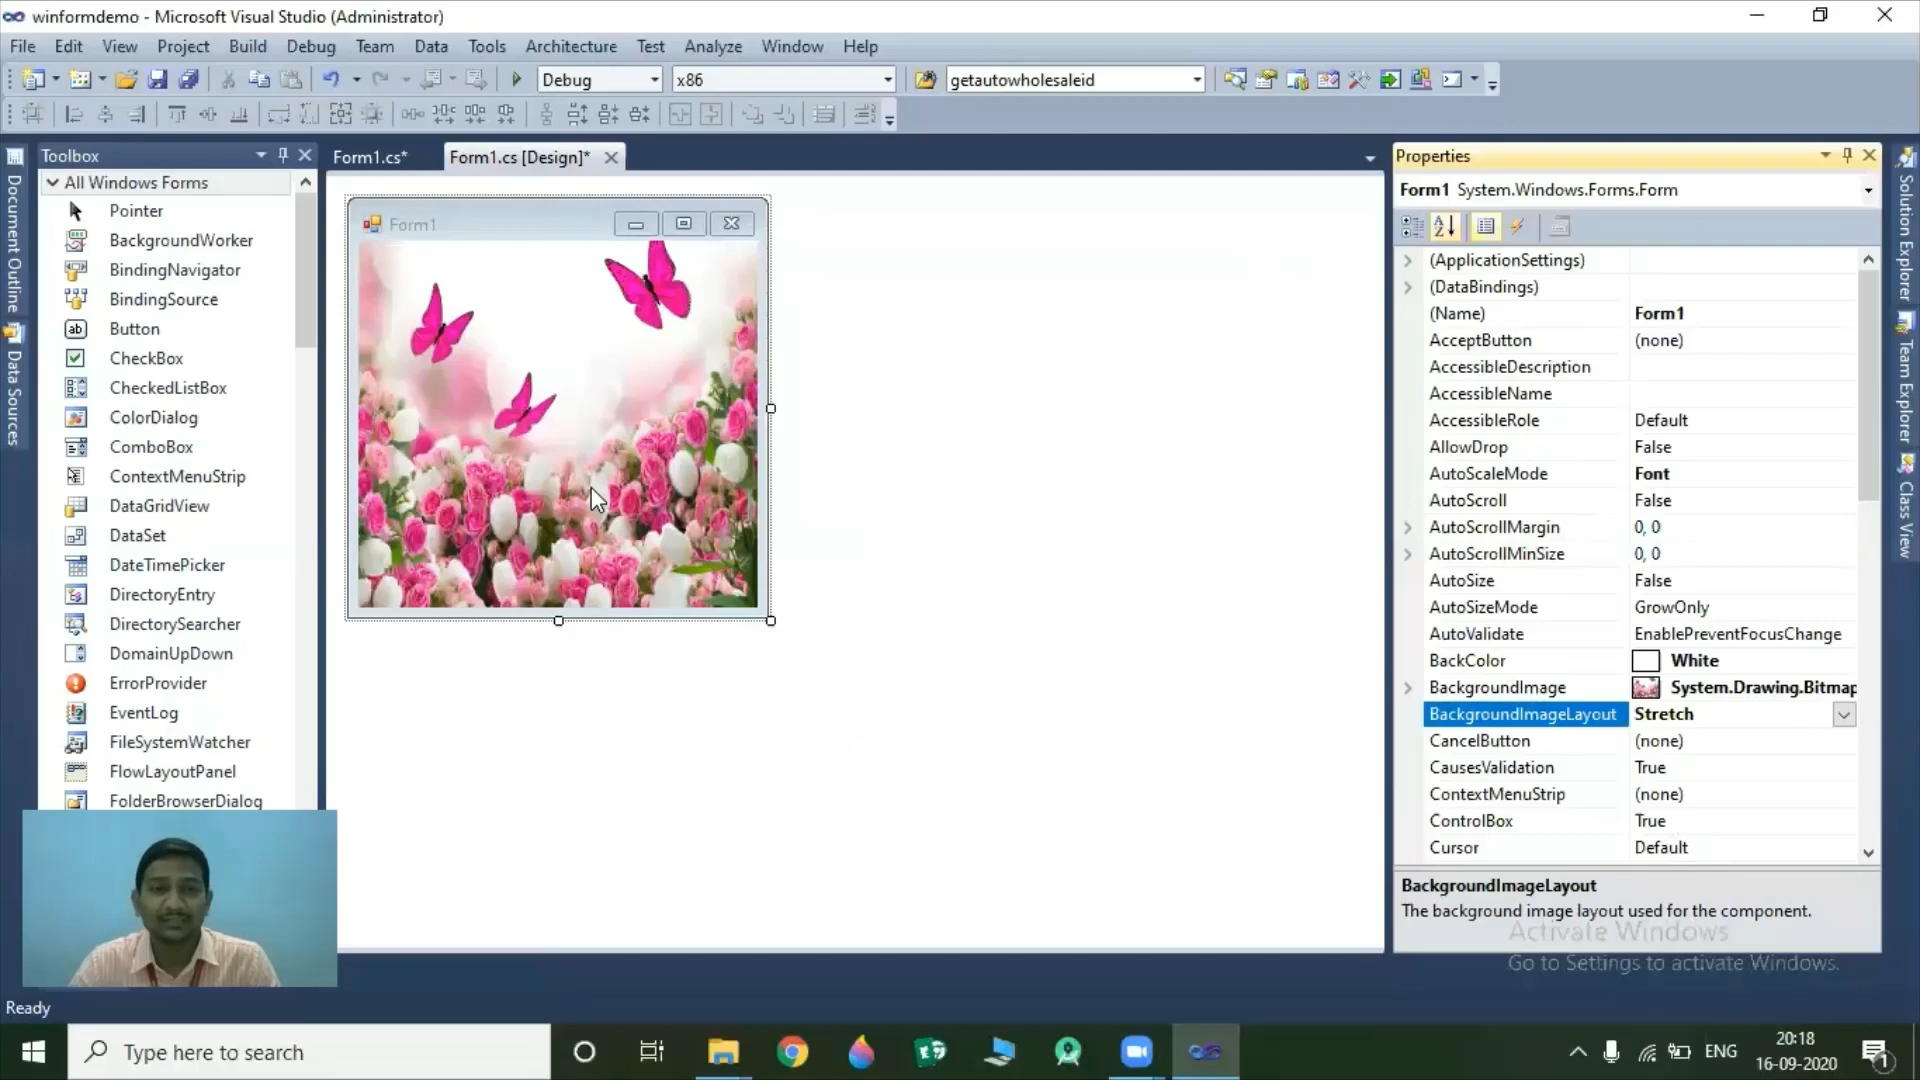 winformdemo - Microsoft Visual Studio (Administrator)
File Edit View Project Build Debug Team Data Tools Architecture Test Analyze Window Help
Debug x86 getautowholesaleid
Document Outline
Data Sources
Toolbox
All Windows Forms
Pointer
BackgroundWorker
BindingNavigator
BindingSource
Button
CheckBox
CheckedListBox
ColorDialog
ComboBox
ContextMenuStrip
DataGridView
DataSet
DateTimePicker
DirectoryEntry
DirectorySearcher
DomainUpDown
ErrorProvider
EventLog
FileSystemWatcher
FlowLayoutPanel
FolderBrowserDialog
Form1.cs* Form1.cs [Design]*
Form1
Properties
Form1 System.Windows.Forms.Form
(ApplicationSettings)
(DataBindings)
(Name) Form1
AcceptButton (none)
AccessibleDescription
AccessibleName
AccessibleRole Default
AllowDrop False
AutoScaleMode Font
AutoScroll False
AutoScrollMargin 0, 0
AutoScrollMinSize 0, 0
AutoSize False
AutoSizeMode GrowOnly
AutoValidate EnablePreventFocusChange
BackColor White
BackgroundImage System.Drawing.Bitmap
BackgroundImageLayout Stretch
CancelButton (none)
CausesValidation True
ContextMenuStrip (none)
ControlBox True
Cursor Default
BackgroundImageLayout
The background image layout used for the component.
Activate Windows
Go to Settings to activate Windows.
Solution Explorer
Team Explorer
Class View
Ready
Type here to search
ENG
20:18
16-09-2020
1